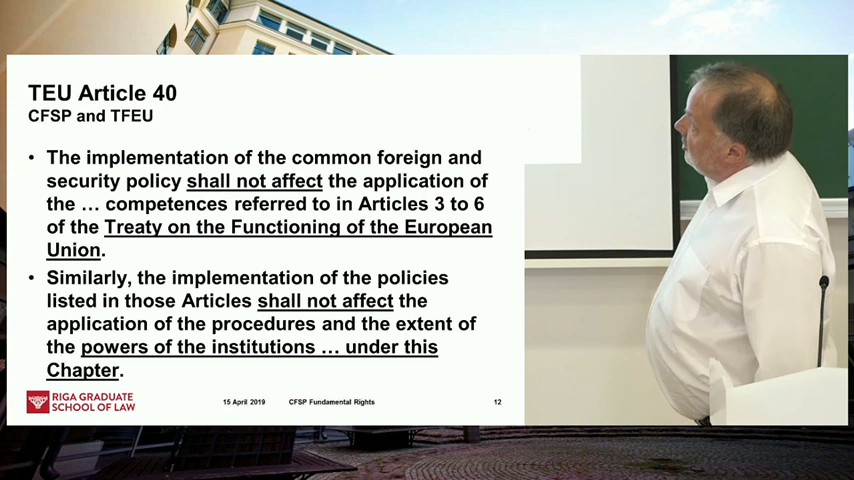 TEU Article 40
CFSP and TFEU
• The implementation of the common foreign and
security policy shall not affect the application of
the … competences referred to in Articles 3 to 6
of the Treaty on the Functioning of the European
Union.
• Similarly, the implementation of the policies
listed in those Articles shall not affect the
application of the procedures and the extent of
the powers of the institutions … under this
Chapter.
RIGA GRADUATE
SCHOOL OF LAW
15 April 2019 CFSP Fundamental Rights 12